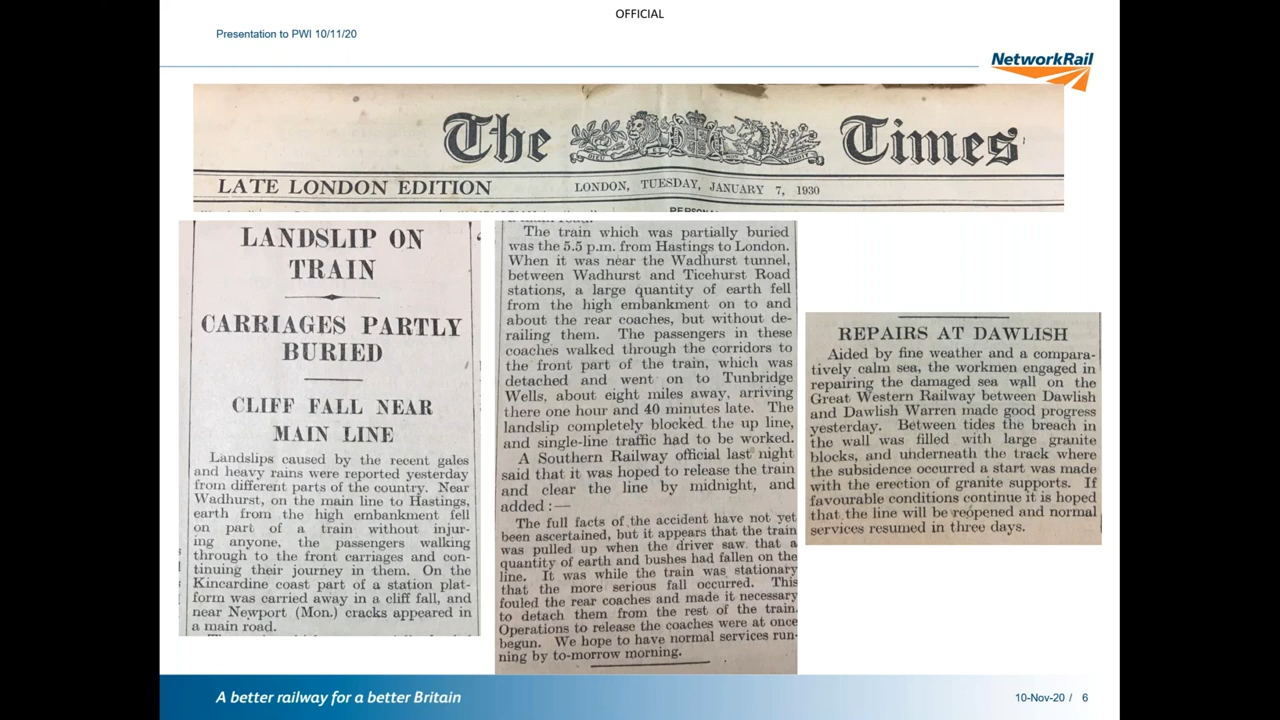 OFFICIAL
Presentation to PWI 10/11/20
NetworkRail
The Times
LATE LONDON EDITION
LONDON, TUESDAY, JANUARY 7, 1930
LANDSLIP ON
TRAIN
CARRIAGES PARTLY
BURIED
CLIFF FALL NEAR
MAIN LINE
Landslips caused by the recent gales
and heavy rains were reported yesterday
from different parts of the country. Near
Wadhurst, on the main line to Hastings,
earth from the high embankment fell
on part of a train without injur-
ing anyone, the passengers walking
through to the front carriages and con-
tinuing their journey in them. On the
Kincardine coast part of a station plat-
form was carried away in a cliff fall, and
near Newport (Mon.) cracks appeared in
a main road.
The train which was partially buried
was the 5.5 p.m. from Hastings to London.
When it was near the Wadhurst tunnel,
between Wadhurst and Ticehurst Road
stations, a large quantity of earth fell
from the high embankment on to and
about the rear coaches, but without de-
railing them. The passengers in these
coaches walked through the corridors to
the front part of the train, which was
detached and went on to Tunbridge
Wells, about eight miles away, arriving
there one hour and 40 minutes late. The
landslip completely blocked the up line,
and single-line traffic had to be worked.
A Southern Railway official last night
said that it was hoped to release the train
and clear the line by midnight, and
added :—
The full facts of the accident have not yet
been ascertained, but it appears that the train
was pulled up when the driver saw that a
quantity of earth and bushes had fallen on the
line. It was while the train was stationary
that the more serious fall occurred. This
fouled the rear coaches and made it necessary
to detach them from the rest of the train.
Operations to release the coaches were at once
begun. We hope to have normal services run-
ning by to-morrow morning.
REPAIRS AT DAWLISH
Aided by fine weather and a compara-
tively calm sea, the workmen engaged in
repairing the damaged sea wall on the
Great Western Railway between Dawlish
and Dawlish Warren made good progress
yesterday. Between tides the breach in
the wall was filled with large granite
blocks, and underneath the track where
the subsidence occurred a start was made
with the erection of granite supports. If
favourable conditions continue it is hoped
that the line will be reopened and normal
services resumed in three days.
A better railway for a better Britain
10-Nov-20 / 6